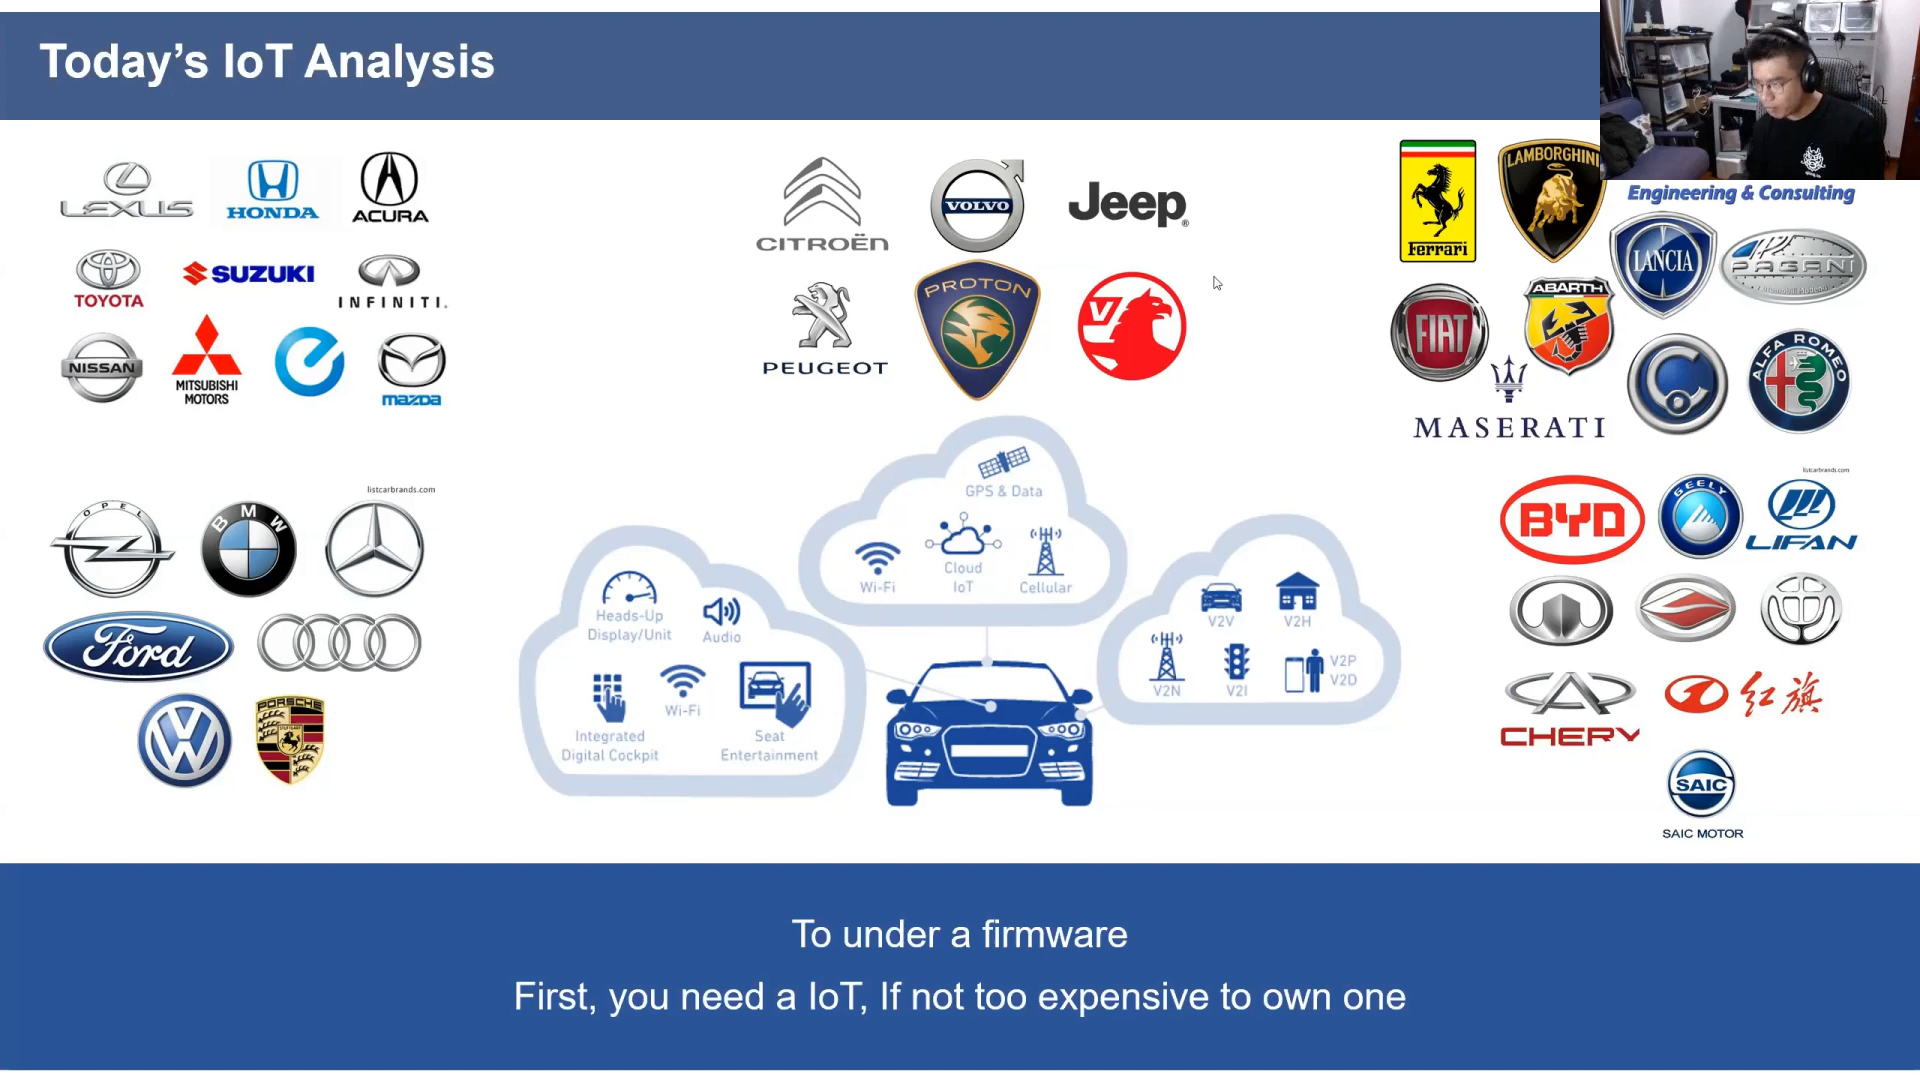 Today's IoT Analysis
LEXUS
HONDA
ACURA
TOYOTA
SUZUKI
INFINITI.
NISSAN
MITSUBISHI
MOTORS
mazda
CITROËN
VOLVO
Jeep®
PEUGEOT
PROTON
V
Ferrari
LAMBORGHINI
Engineering & Consulting
LANCIA
PAGANI
FIAT
ABARTH
MASERATI
ALFA ROMEO
listcarbrands.com
OPEL
BMW
Ford
VW
PORSCHE
GPS & Data
Wi-Fi
Cloud
IoT
Cellular
Heads-Up
Display/Unit
Audio
Integrated
Digital Cockpit
Wi-Fi
Seat
Entertainment
V2V
V2H
V2N
V2I
V2P
V2D
listcarbrands.com
BYD
GEELY
LIFAN
CHERY
红旗
SAIC
SAIC MOTOR
To under a firmware
First, you need a IoT, If not too expensive to own one